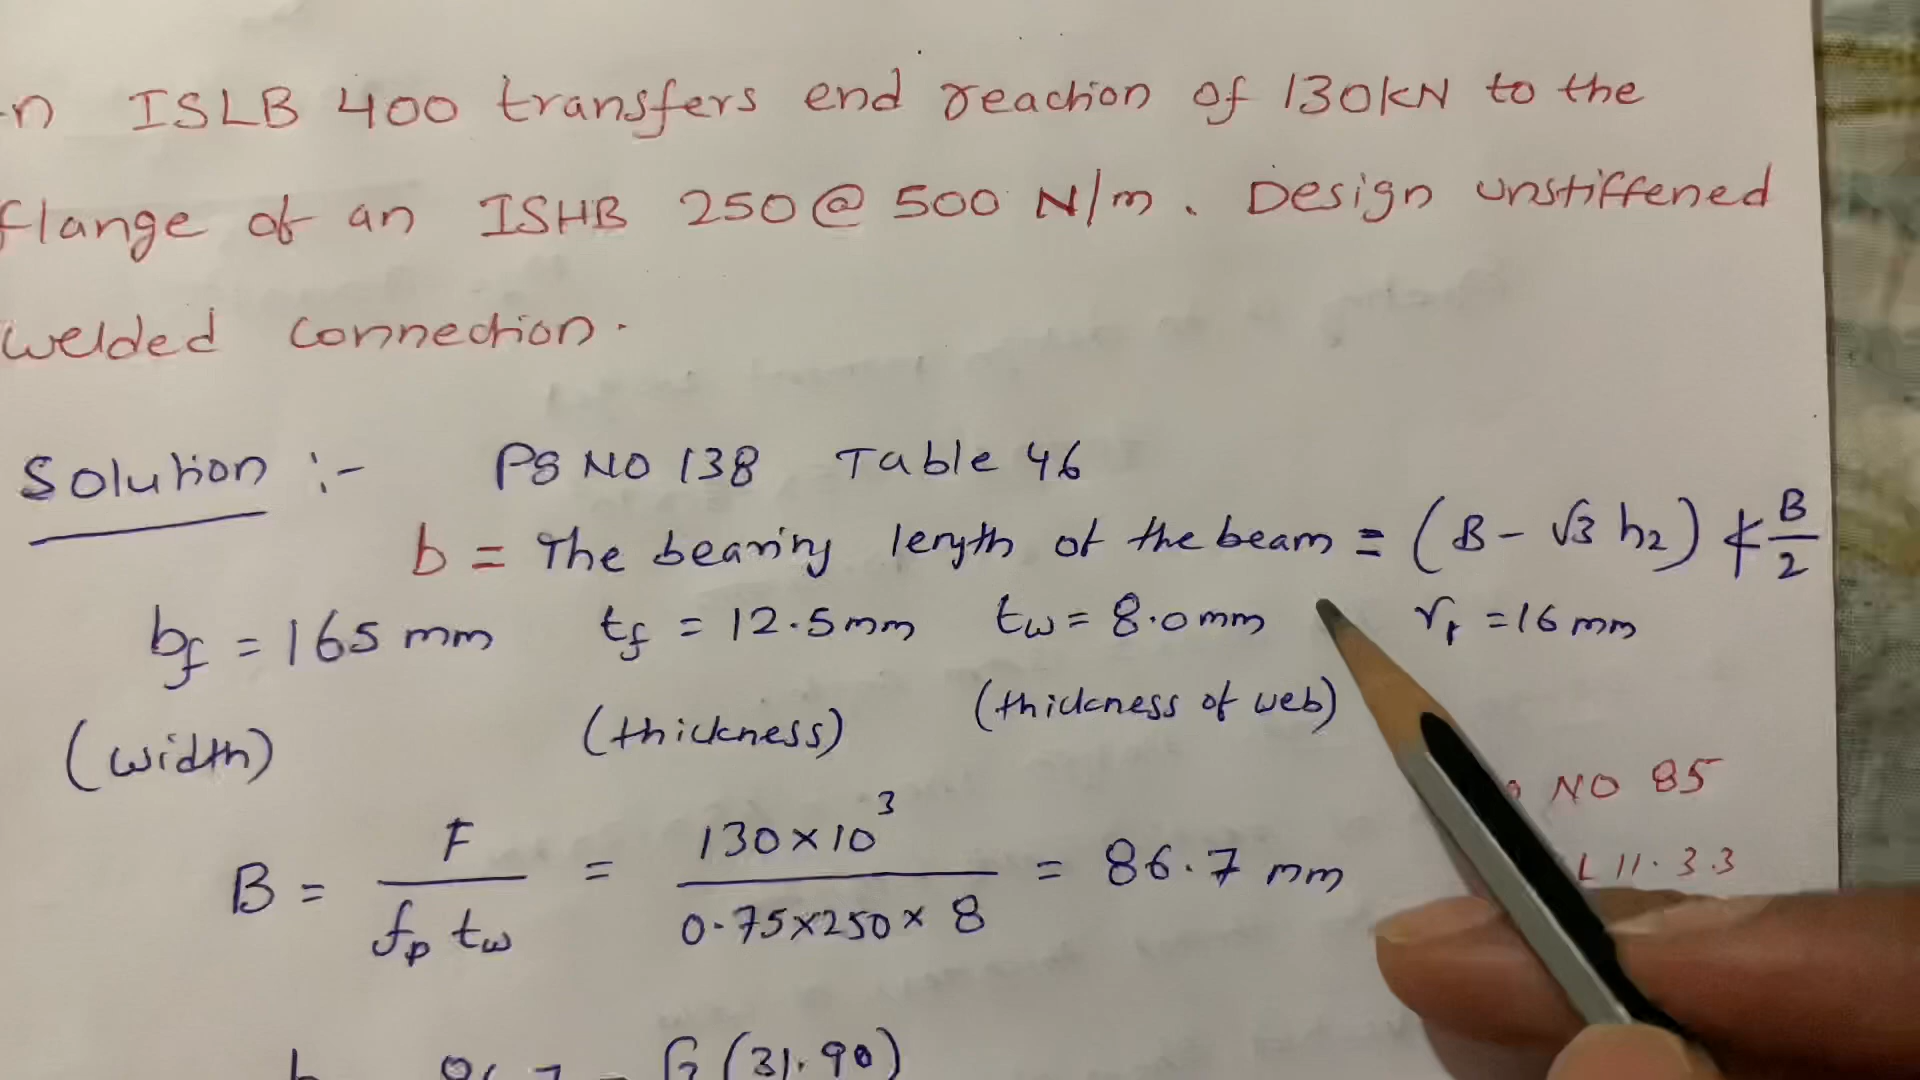 n ISLB 400 transfers end reaction of 130kN to the
flange of an ISHB 250 @ 500 N/m. Design unstiffened
welded connection.
Solution :- Pg NO 138 Table 46
b = The bearing length of the beam = (B - √3 h₂) ≮ B/2
bf = 165 mm tf = 12.5mm tw = 8.0mm r₁ = 16 mm
(width) (thickness) (thickness of web)
NO 85
B = F / fp tw = 130×10³ / 0.75×250×8 = 86.7 mm
L 11.3.3
(31.90)